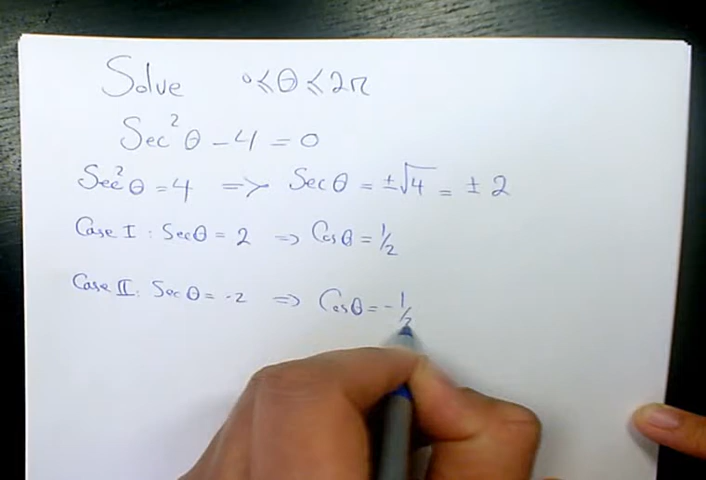 Solve 0 ⩽ θ ⩽ 2π
Sec²θ - 4 = 0
Sec²θ = 4 => Secθ = ±√4 = ± 2
Case I : Secθ = 2 => Cosθ = 1/2
Case II : Secθ = -2 => Cosθ = -1/2